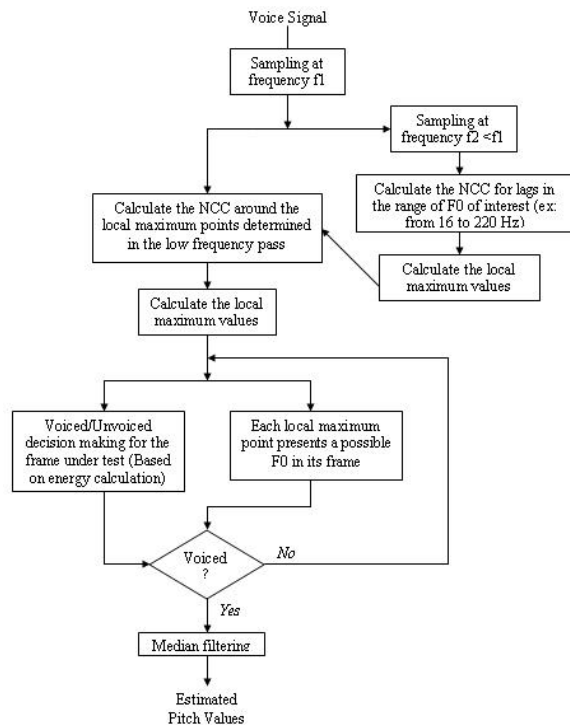 Voice Signal
Sampling at
frequency f1
Sampling at
frequency f2 <f1
Calculate the NCC for lags in
the range of F0 of interest (ex:
from 16 to 220 Hz)
Calculate the NCC around the
local maximum points determined
in the low frequency pass
Calculate the local
maximum values
Calculate the local
maximum values
Voiced/Unvoiced
decision making for the
frame under test (Based
on energy calculation)
Each local maximum
point presents a possible
F0 in its frame
Voiced
?
No
Yes
Median filtering
Estimated
Pitch Values